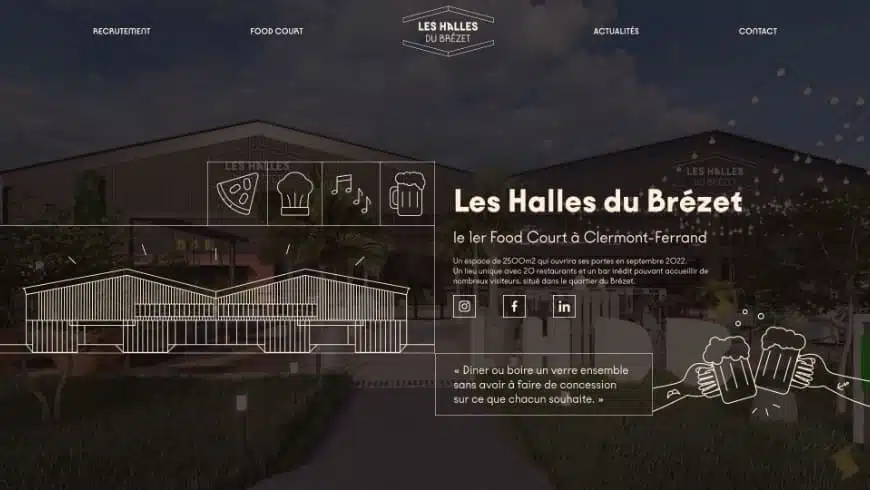 RECRUTEMENT
FOOD COURT
LES HALLES
DU BRÉZET
ACTUALITÉS
CONTACT
LES HALLES
LES HALLES
DU BRÉZET
Les Halles du Brézet
le 1er Food Court à Clermont-Ferrand
Un espace de 2500m2 qui ouvrira ses portes en septembre 2022.
Un lieu unique avec 20 restaurants et un bar inédit pouvant accueillir de
nombreux visiteurs, situé dans le quartier du Brézet.
f
in
« Diner ou boire un verre ensemble
sans avoir à faire de concession
sur ce que chacun souhaite. »